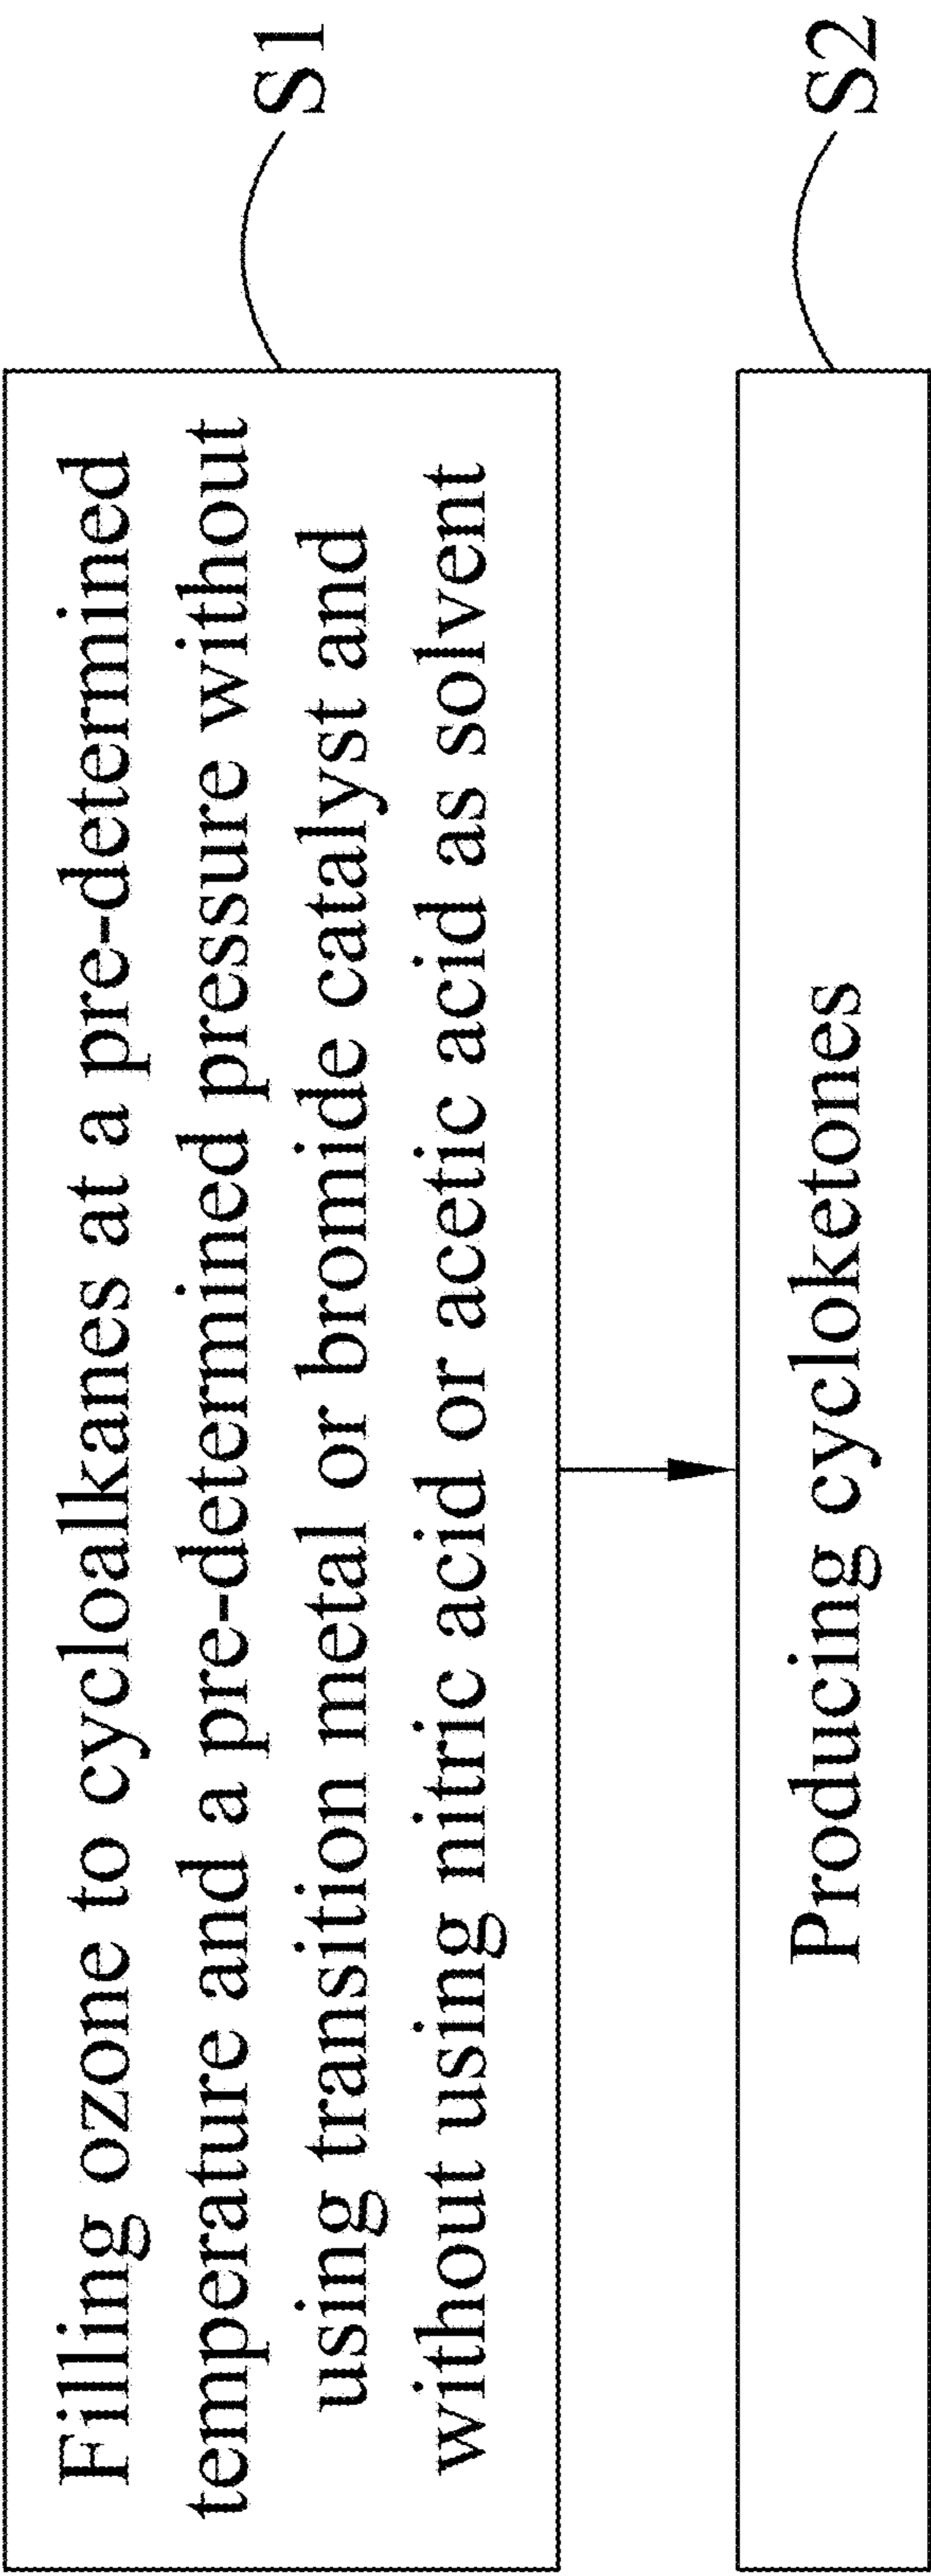 Filling ozone to cycloalkanes at a pre-determined
temperature and a pre-determined pressure without
using transition metal or bromide catalyst and
without using nitric acid or acetic acid as solvent
S1
Producing cycloketones
S2